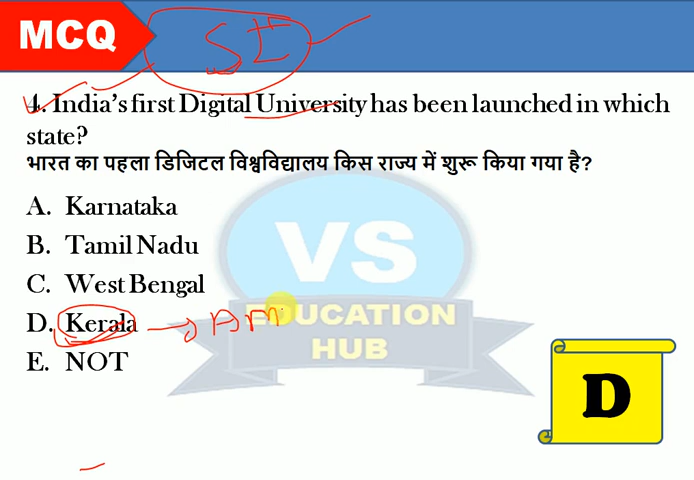 MCQ
SI
4. India's first Digital University has been launched in which
state?
भारत का पहला डिजिटल विश्वविद्यालय किस राज्य में शुरू किया गया है?
A. Karnataka
B. Tamil Nadu
C. West Bengal
D. Kerala
E. NOT
VS
EDUCATION
HUB
D